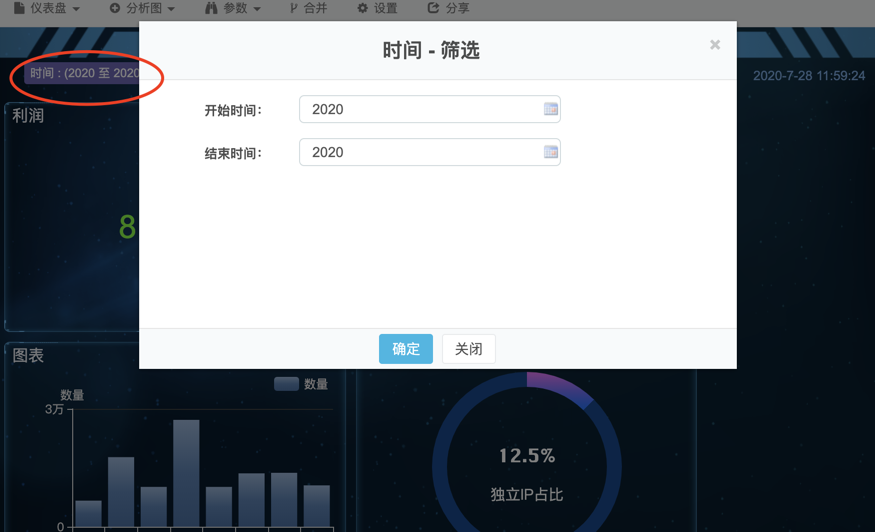 仪表盘 分析图 参数 合并 设置 分享
时间 - 筛选
时间 : (2020 至 2020
2020-7-28 11:59:24
开始时间： 2020
结束时间： 2020
利润
8
确定 关闭
图表
数量
数量
3万
0
12.5%
独立IP占比